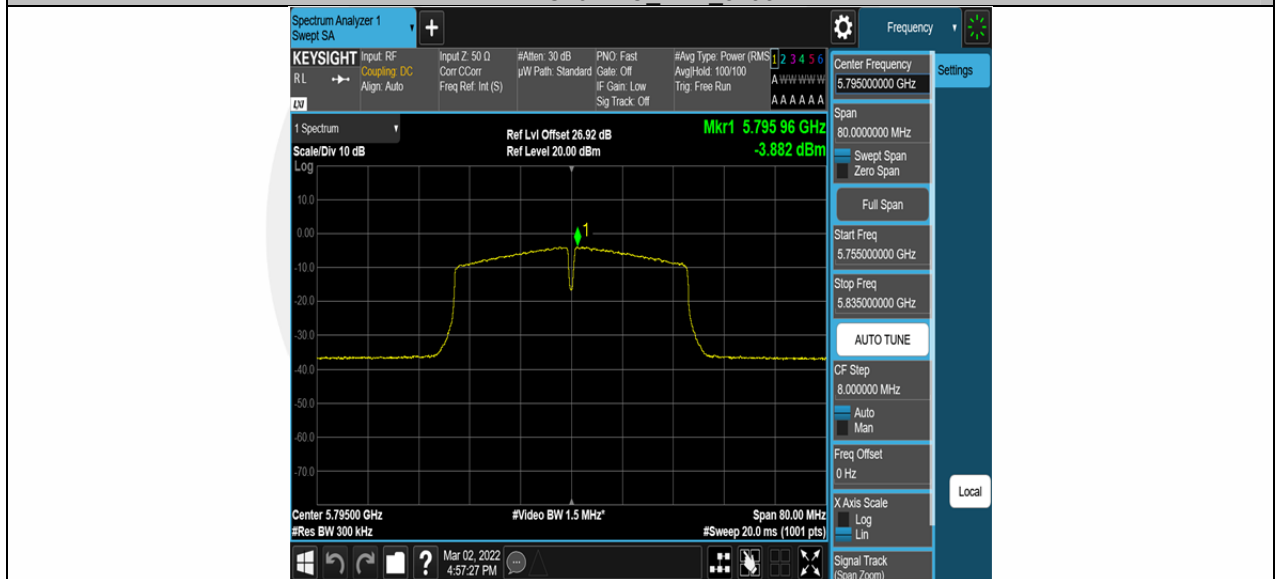 Spectrum Analyzer 1
Swept SA
+
Frequency
KEYSIGHT
RL
LXI
Input: RF
Coupling: DC
Align: Auto
Input Z: 50 Ω
Corr CCorr
Freq Ref: Int (S)
#Atten: 30 dB
µW Path: Standard
PNO: Fast
Gate: Off
IF Gain: Low
Sig Track: Off
#Avg Type: Power (RMS
Avg|Hold: 100/100
Trig: Free Run
1 2 3 4 5 6
A W W W W W
A A A A A A
Center Frequency
5.795000000 GHz
Settings
1 Spectrum
Scale/Div 10 dB
Log
Ref Lvl Offset 26.92 dB
Ref Level 20.00 dBm
Mkr1 5.795 96 GHz
-3.882 dBm
10.0
0.00
-10.0
-20.0
-30.0
-40.0
-50.0
-60.0
-70.0
1
Center 5.79500 GHz
#Res BW 300 kHz
#Video BW 1.5 MHz*
Span 80.00 MHz
#Sweep 20.0 ms (1001 pts)
Span
80.0000000 MHz
Swept Span
Zero Span
Full Span
Start Freq
5.755000000 GHz
Stop Freq
5.835000000 GHz
AUTO TUNE
CF Step
8.000000 MHz
Auto
Man
Freq Offset
0 Hz
X Axis Scale
Log
Lin
Signal Track
(Span Zoom)
Local
?
Mar 02, 2022
4:57:27 PM